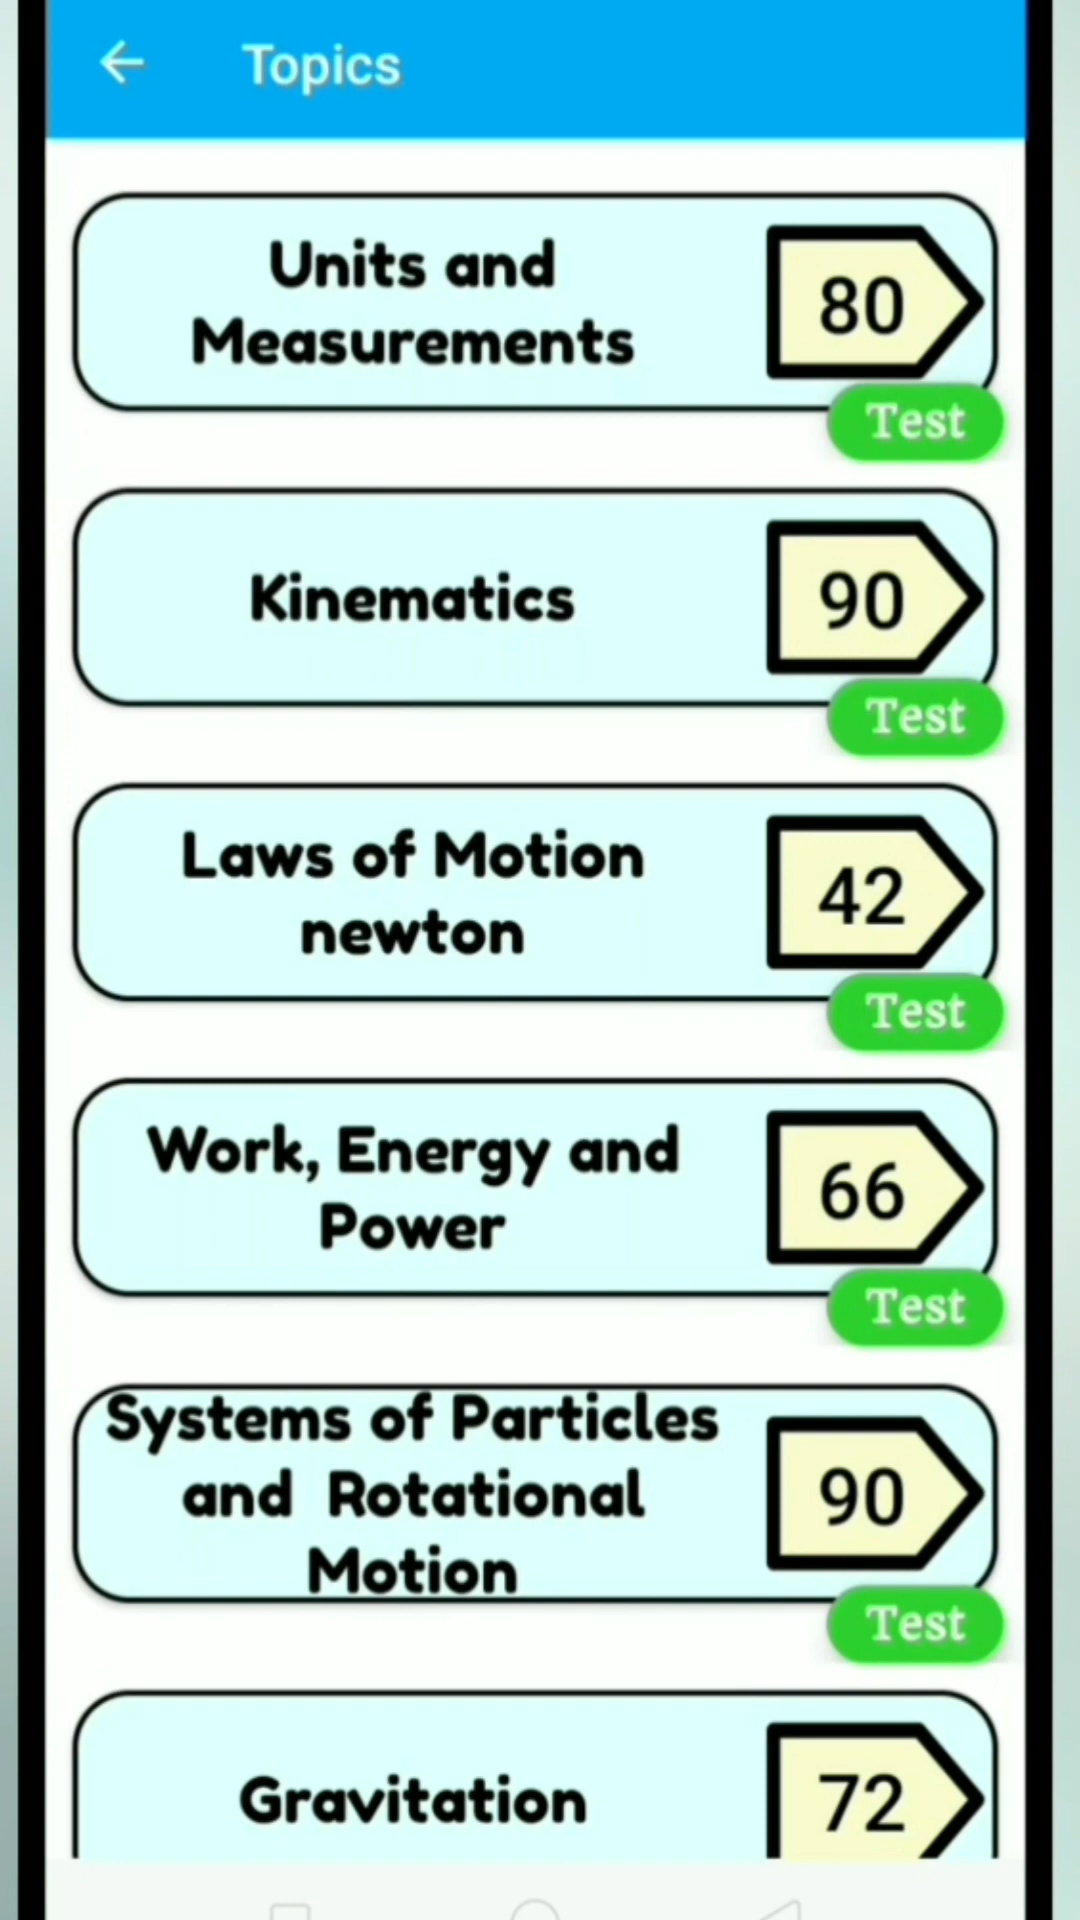 Topics
Units and
Measurements
80
Test
Kinematics
90
Test
Laws of Motion
newton
42
Test
Work, Energy and
Power
66
Test
Systems of Particles
and Rotational
Motion
90
Test
Gravitation
72